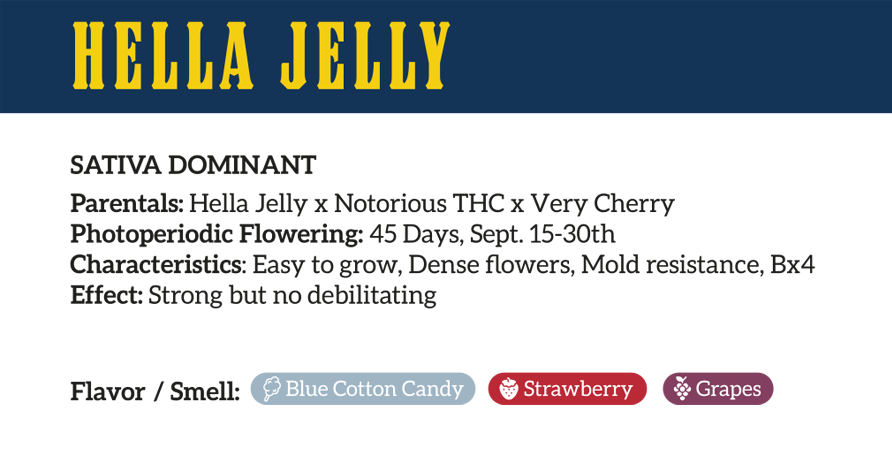 HELLA JELLY
SATIVA DOMINANT
Parentals: Hella Jelly x Notorious THC x Very Cherry
Photoperiodic Flowering: 45 Days, Sept. 15-30th
Characteristics: Easy to grow, Dense flowers, Mold resistance, Bx4
Effect: Strong but no debilitating
Flavor / Smell: Blue Cotton Candy Strawberry Grapes